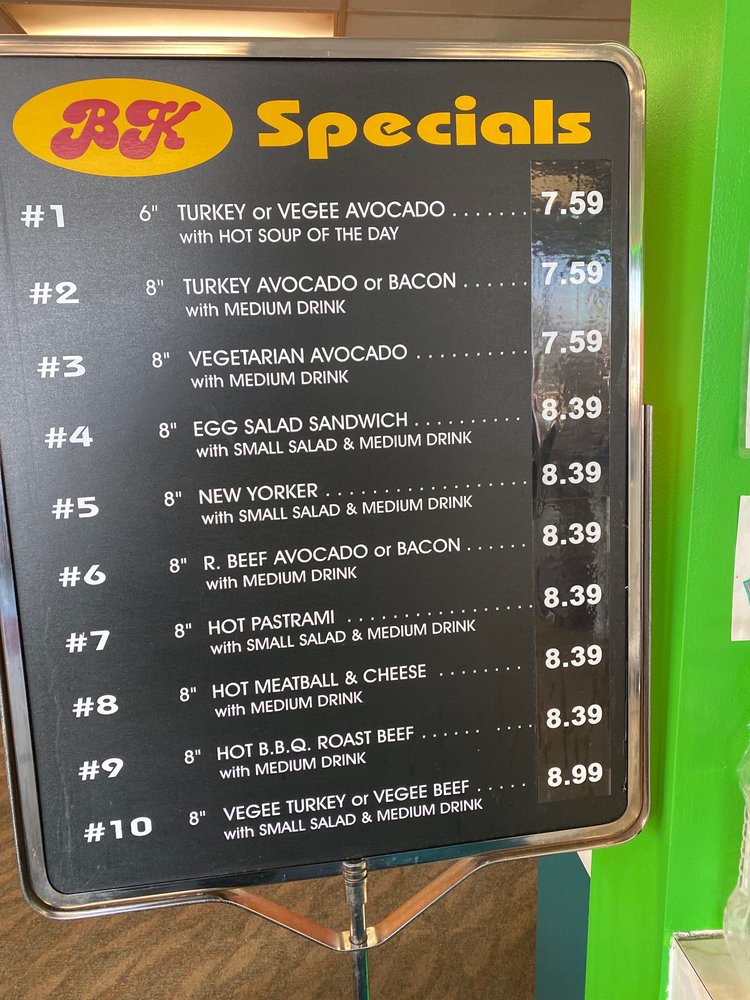 BK Specials
#1 6" TURKEY or VEGEE AVOCADO ....... 7.59
with HOT SOUP OF THE DAY
#2 8" TURKEY AVOCADO or BACON ...... 7.59
with MEDIUM DRINK
#3 8" VEGETARIAN AVOCADO ............ 7.59
with MEDIUM DRINK
#4 8" EGG SALAD SANDWICH ........... 8.39
with SMALL SALAD & MEDIUM DRINK
#5 8" NEW YORKER ...................... 8.39
with SMALL SALAD & MEDIUM DRINK
#6 8" R. BEEF AVOCADO or BACON ...... 8.39
with MEDIUM DRINK
#7 8" HOT PASTRAMI .................... 8.39
with SMALL SALAD & MEDIUM DRINK
#8 8" HOT MEATBALL & CHEESE ........ 8.39
with MEDIUM DRINK
#9 8" HOT B.B.Q. ROAST BEEF ...... .... 8.39
with MEDIUM DRINK
#10 8" VEGEE TURKEY or VEGEE BEEF ..... 8.99
with SMALL SALAD & MEDIUM DRINK